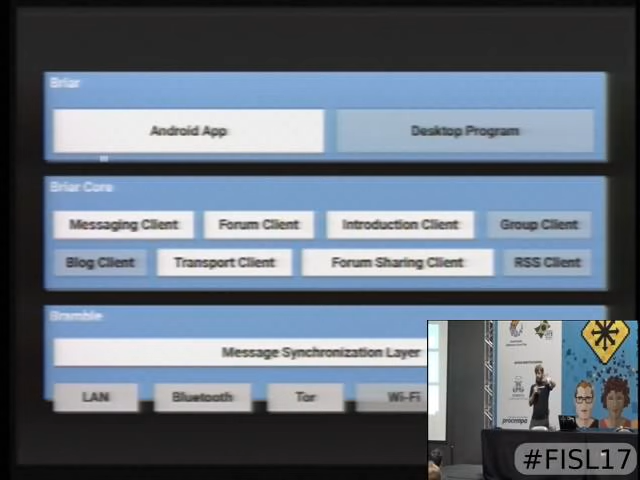 Briar
Android App
Desktop Program
Briar Core
Messaging Client
Forum Client
Introduction Client
Group Client
Blog Client
Transport Client
Forum Sharing Client
RSS Client
Bramble
Message Synchronization Layer
LAN
Bluetooth
Tor
Wi-Fi
procempa
#FISL17